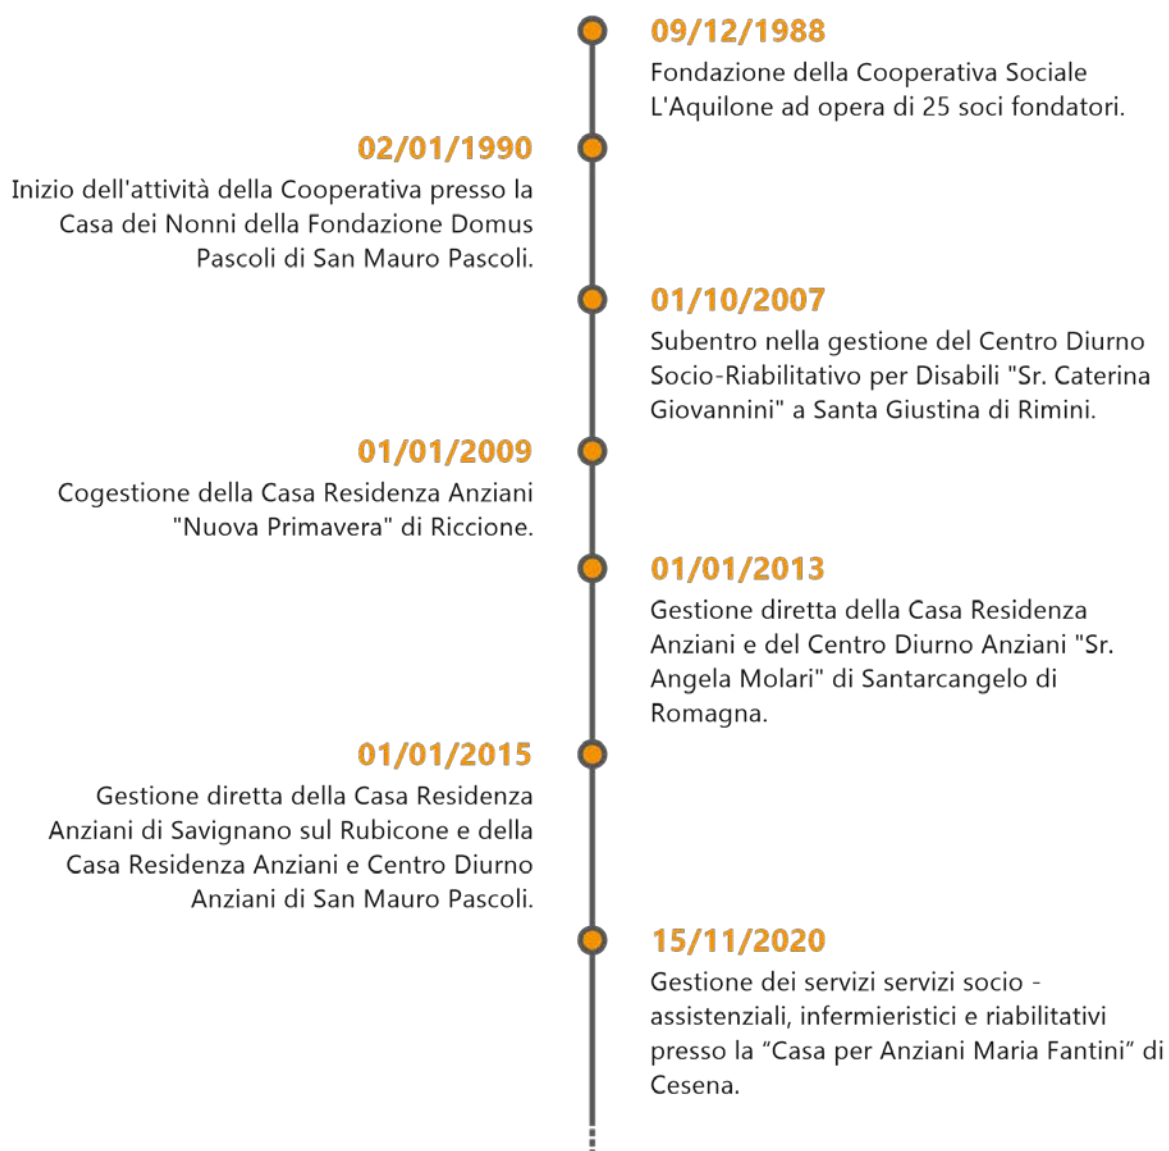 09/12/1988
Fondazione della Cooperativa Sociale
L'Aquilone ad opera di 25 soci fondatori.
02/01/1990
Inizio dell'attività della Cooperativa presso la
Casa dei Nonni della Fondazione Domus
Pascoli di San Mauro Pascoli.
01/10/2007
Subentro nella gestione del Centro Diurno
Socio-Riabilitativo per Disabili "Sr. Caterina
Giovannini" a Santa Giustina di Rimini.
01/01/2009
Cogestione della Casa Residenza Anziani
"Nuova Primavera" di Riccione.
01/01/2013
Gestione diretta della Casa Residenza
Anziani e del Centro Diurno Anziani "Sr.
Angela Molari" di Santarcangelo di
Romagna.
01/01/2015
Gestione diretta della Casa Residenza
Anziani di Savignano sul Rubicone e della
Casa Residenza Anziani e Centro Diurno
Anziani di San Mauro Pascoli.
15/11/2020
Gestione dei servizi servizi socio -
assistenziali, infermieristici e riabilitativi
presso la “Casa per Anziani Maria Fantini” di
Cesena.